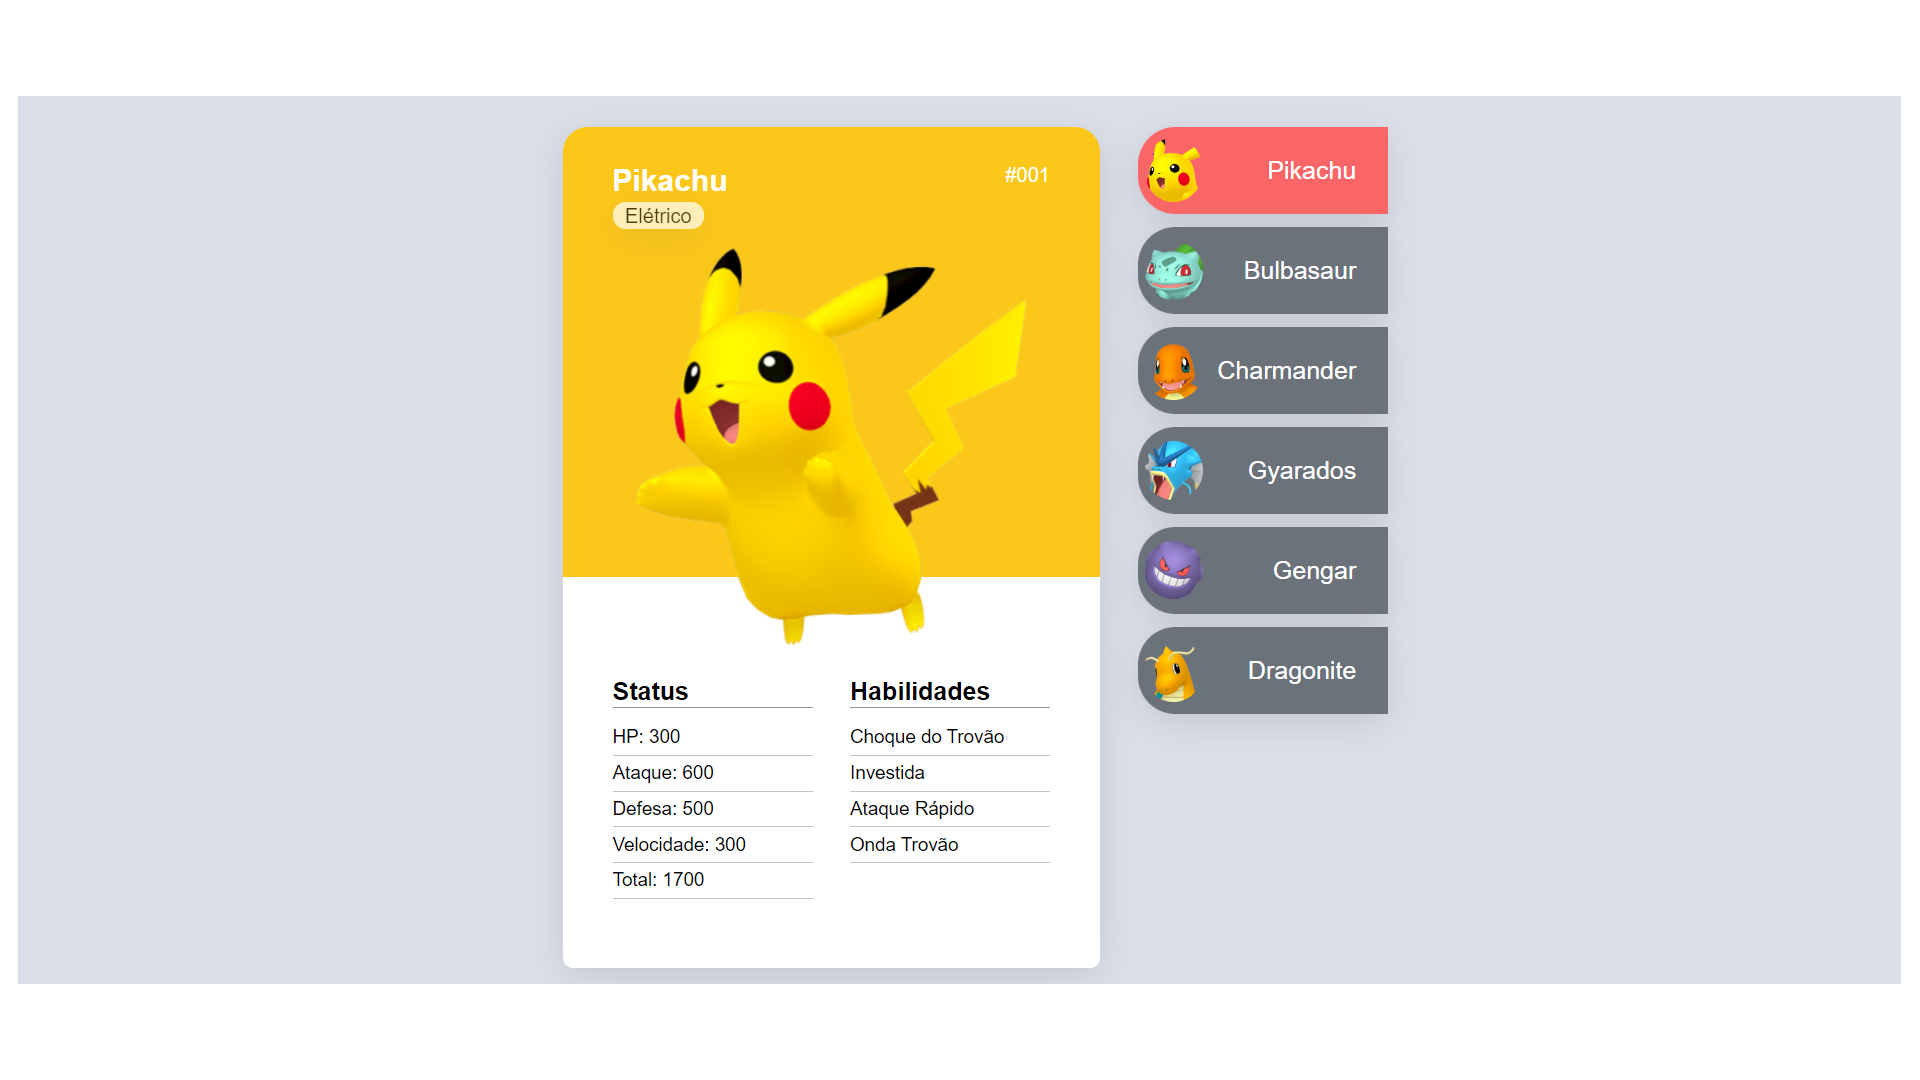 Pikachu
#001
Elétrico
Status
HP: 300
Ataque: 600
Defesa: 500
Velocidade: 300
Total: 1700
Habilidades
Choque do Trovão
Investida
Ataque Rápido
Onda Trovão
Pikachu
Bulbasaur
Charmander
Gyarados
Gengar
Dragonite